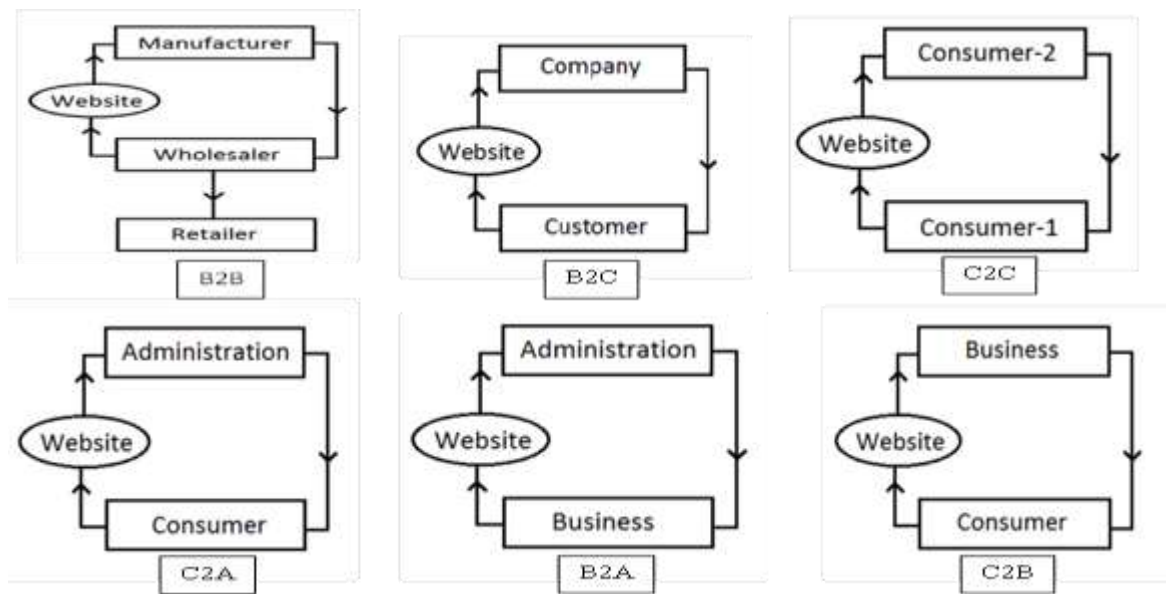 Manufacturer
Website
Wholesaler
Retailer
B2B
Company
Website
Customer
B2C
Consumer-2
Website
Consumer-1
C2C
Administration
Website
Consumer
C2A
Administration
Website
Business
B2A
Business
Website
Consumer
C2B